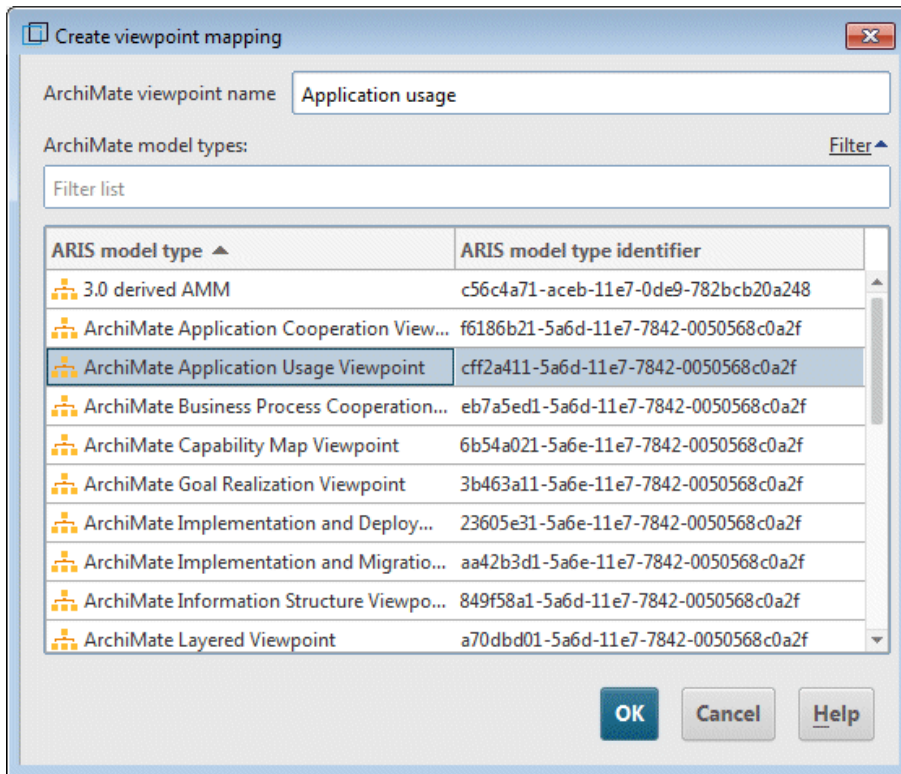 Create viewpoint mapping
ArchiMate viewpoint name Application usage
ArchiMate model types: Filter
Filter list
ARIS model type ARIS model type identifier
3.0 derived AMM c56c4a71-aceb-11e7-0de9-782bcb20a248
ArchiMate Application Cooperation View... f6186b21-5a6d-11e7-7842-0050568c0a2f
ArchiMate Application Usage Viewpoint cff2a411-5a6d-11e7-7842-0050568c0a2f
ArchiMate Business Process Cooperation... eb7a5ed1-5a6d-11e7-7842-0050568c0a2f
ArchiMate Capability Map Viewpoint 6b54a021-5a6e-11e7-7842-0050568c0a2f
ArchiMate Goal Realization Viewpoint 3b463a11-5a6e-11e7-7842-0050568c0a2f
ArchiMate Implementation and Deploy... 23605e31-5a6e-11e7-7842-0050568c0a2f
ArchiMate Implementation and Migratio... aa42b3d1-5a6e-11e7-7842-0050568c0a2f
ArchiMate Information Structure Viewpo... 849f58a1-5a6d-11e7-7842-0050568c0a2f
ArchiMate Layered Viewpoint a70dbd01-5a6d-11e7-7842-0050568c0a2f
OK Cancel Help